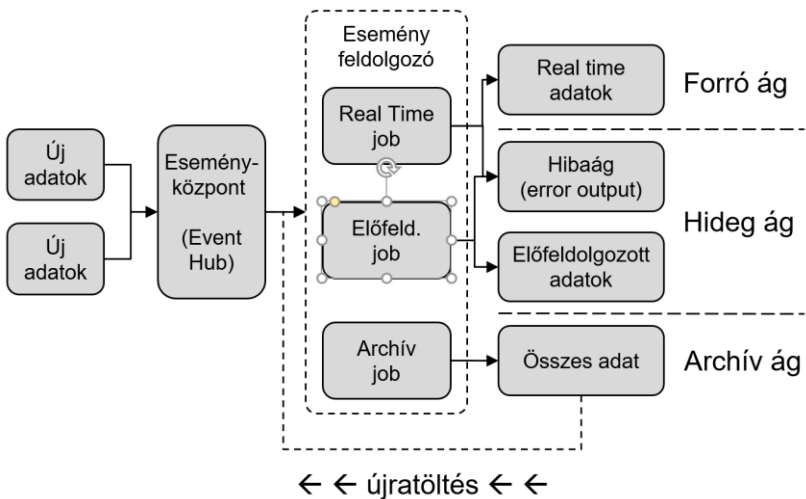 Új
adatok
Új
adatok
Esemény-
központ
(Event
Hub)
Esemény
feldolgozó
Real Time
job
Előfeld.
job
Archív
job
Real time
adatok
Hibaág
(error output)
Előfeldolgozott
adatok
Összes adat
Forró ág
Hideg ág
Archív ág
← ← újratöltés ← ←